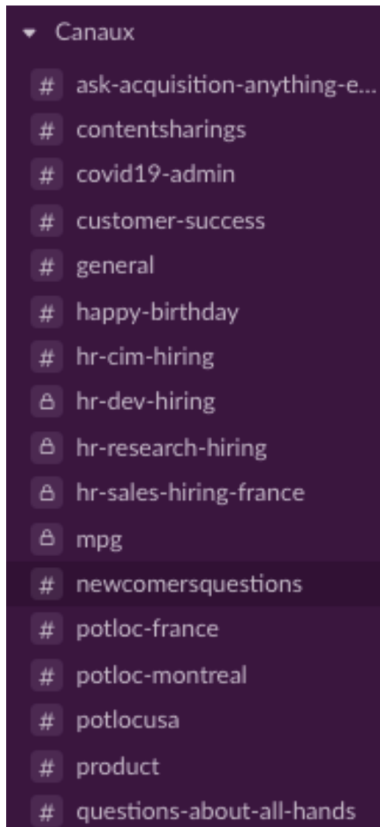 Canaux
# ask-acquisition-anything-e...
# contentsharings
# covid19-admin
# customer-success
# general
# happy-birthday
# hr-cim-hiring
hr-dev-hiring
hr-research-hiring
hr-sales-hiring-france
mpg
# newcomersquestions
# potloc-france
# potloc-montreal
# potlocusa
# product
# questions-about-all-hands